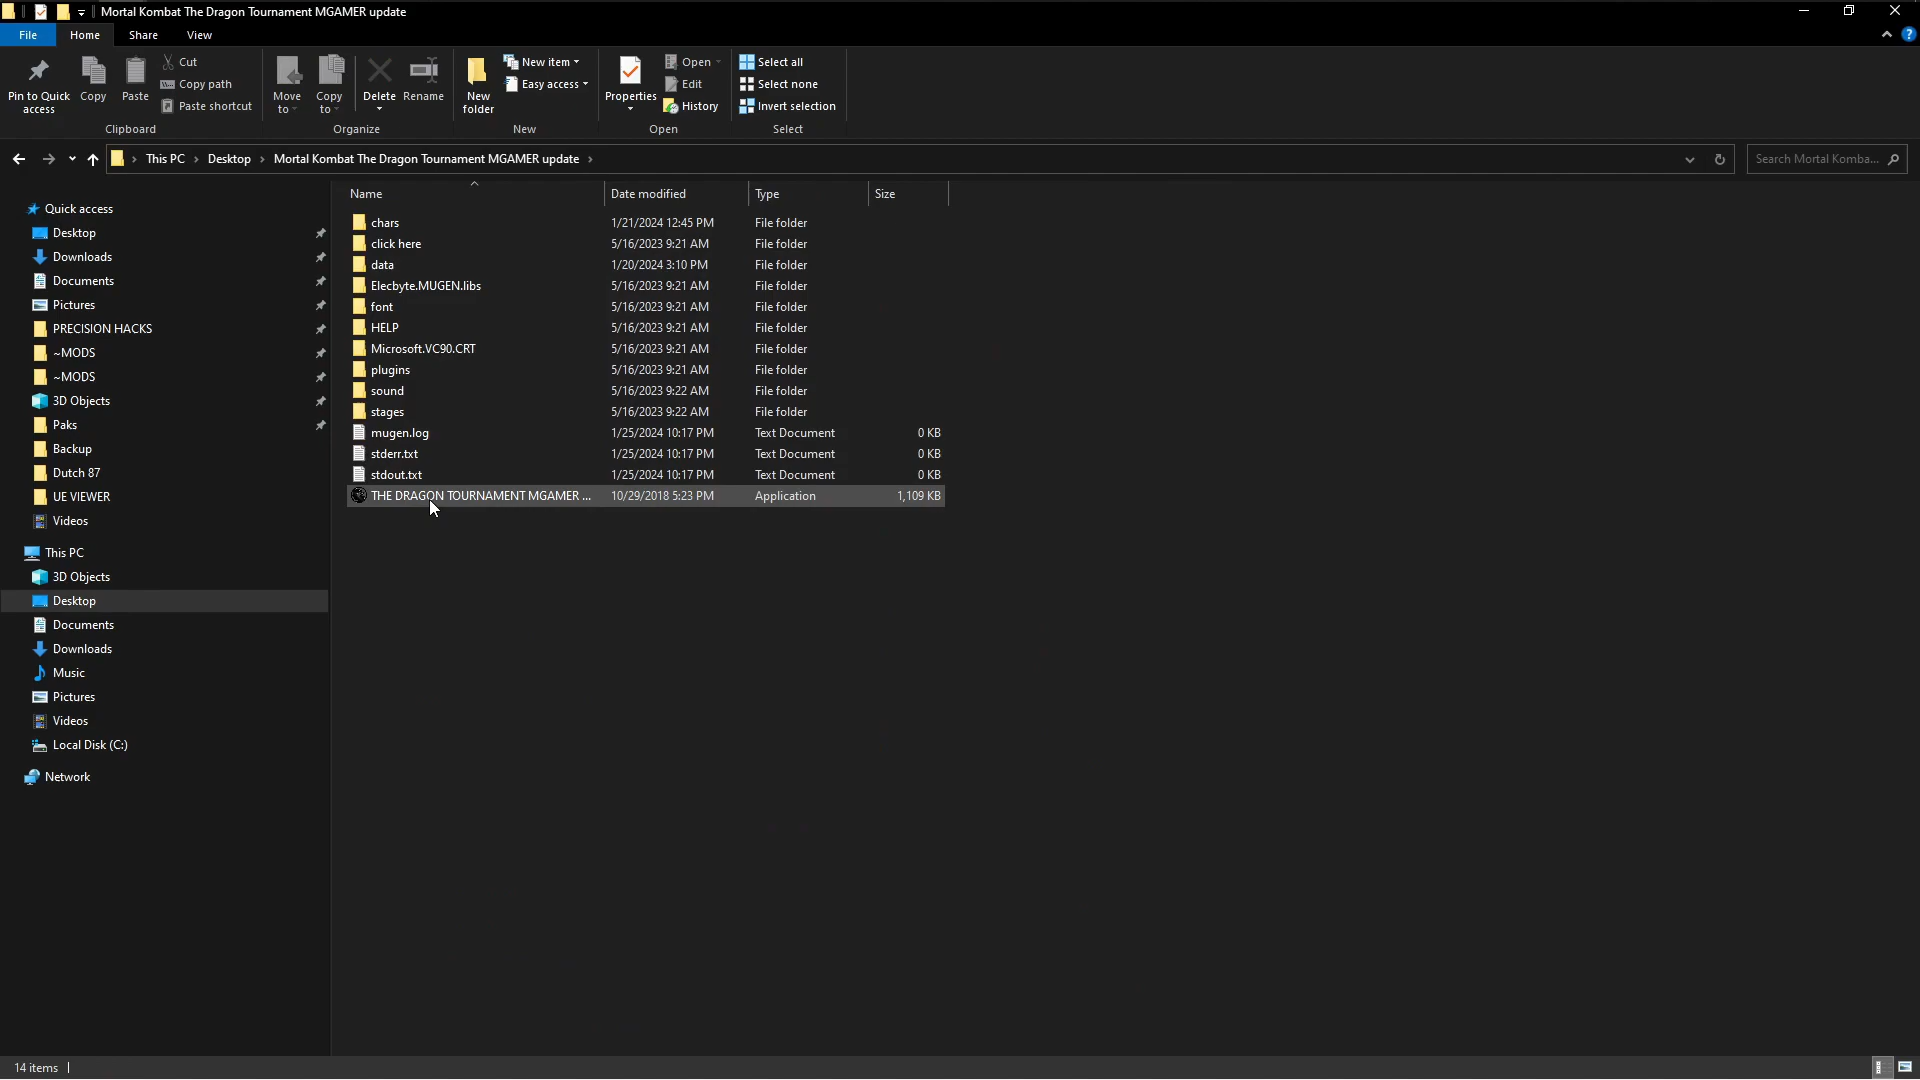 Mortal Kombat The Dragon Tournament MGAMER update
File Home Share View
Pin to Quick access
Copy
Paste
Cut
Copy path
Paste shortcut
Clipboard
Move to
Copy to
Delete
Rename
Organize
New folder
New item
Easy access
New
Properties
Open
Edit
History
Open
Select all
Select none
Invert selection
Select
This PC > Desktop > Mortal Kombat The Dragon Tournament MGAMER update >
Search Mortal Komba...
Quick access
Desktop
Downloads
Documents
Pictures
PRECISION HACKS
~MODS
~MODS
3D Objects
Paks
Backup
Dutch 87
UE VIEWER
Videos
This PC
3D Objects
Desktop
Documents
Downloads
Music
Pictures
Videos
Local Disk (C:)
Network
Name Date modified Type Size
chars 1/21/2024 12:45 PM File folder
click here 5/16/2023 9:21 AM File folder
data 1/20/2024 3:10 PM File folder
Elecbyte.MUGEN.libs 5/16/2023 9:21 AM File folder
font 5/16/2023 9:21 AM File folder
HELP 5/16/2023 9:21 AM File folder
Microsoft.VC90.CRT 5/16/2023 9:21 AM File folder
plugins 5/16/2023 9:21 AM File folder
sound 5/16/2023 9:22 AM File folder
stages 5/16/2023 9:22 AM File folder
mugen.log 1/25/2024 10:17 PM Text Document 0 KB
stderr.txt 1/25/2024 10:17 PM Text Document 0 KB
stdout.txt 1/25/2024 10:17 PM Text Document 0 KB
THE DRAGON TOURNAMENT MGAMER ... 10/29/2018 5:23 PM Application 1,109 KB
14 items